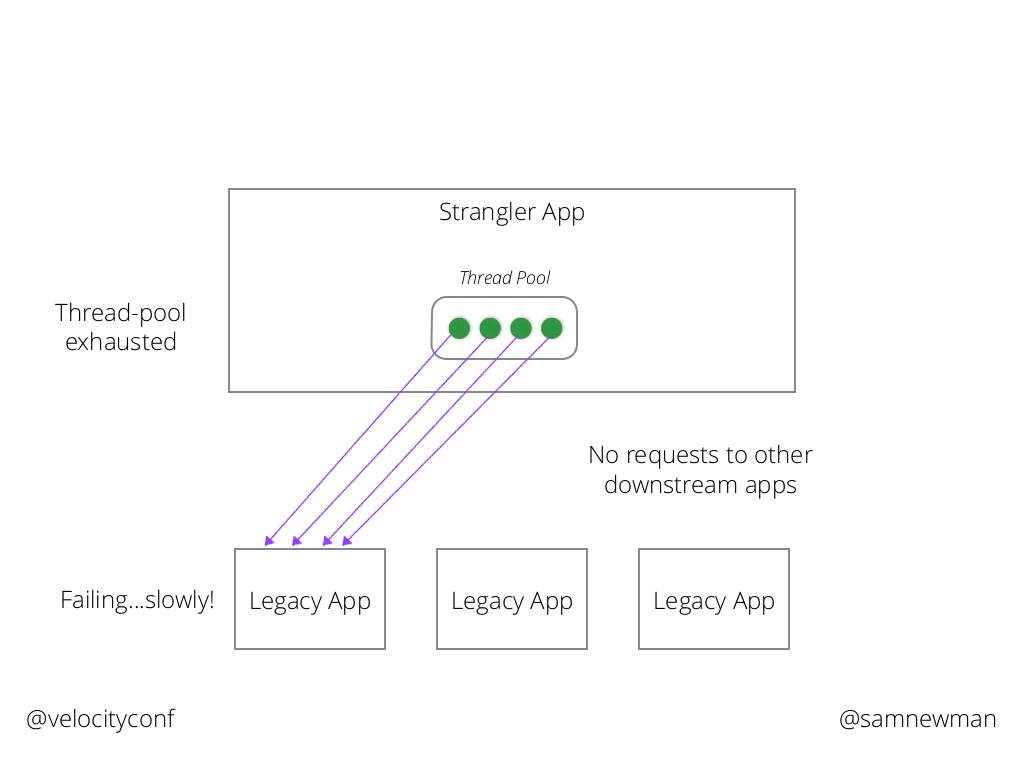 Strangler App
Thread Pool
Thread-pool
exhausted
No requests to other
downstream apps
Failing...slowly!
Legacy App
Legacy App
Legacy App
@velocityconf
@samnewman